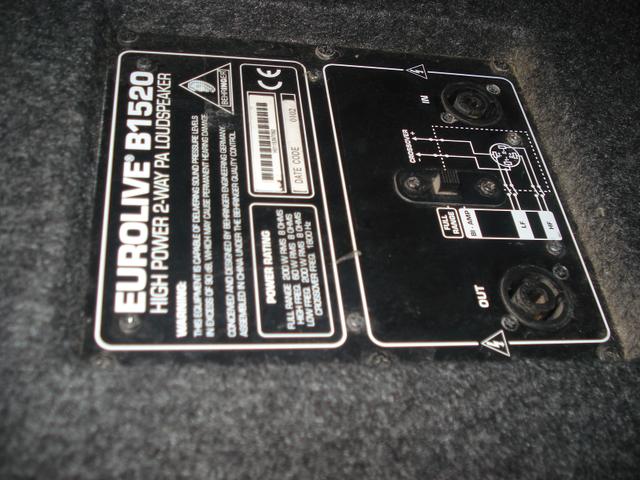 EUROLIVE® B1520
HIGH POWER 2-WAY PA LOUDSPEAKER
BEHRINGER
CE
WARNING:
THIS EQUIPMENT IS CAPABLE OF DELIVERING SOUND PRESSURE LEVELS
IN EXCESS OF 90 dB, WHICH MAY CAUSE PERMANENT HEARING DAMAGE.
CONCEIVED AND DESIGNED BY BEHRINGER ENGINEERING GERMANY.
ASSEMBLED IN CHINA UNDER THE BEHRINGER QUALITY CONTROL
DATE CODE
POWER RATING
FULL RANGE 200 W RMS 8 OHMS
HIGH FREQ. 60 W RMS 8 OHMS
LOW FREQ. 200 W RMS 8 OHMS
CROSSOVER FREQ. 1800 Hz
IN
CROSSOVER
FULL
RANGE
BI - AMP
LF
HF
OUT